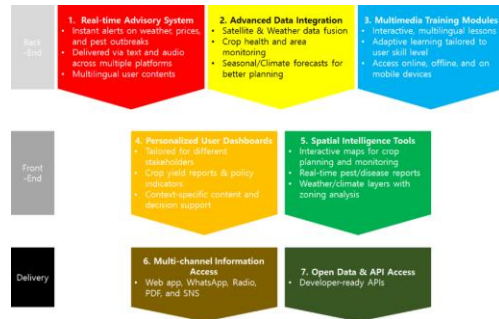 Back
-End
1. Real-time Advisory System
• Instant alerts on weather, prices,
and pest outbreaks
• Delivered via text and audio
across multiple platforms
• Multilingual user contents
2. Advanced Data Integration
• Satellite & Weather data fusion
• Crop health and area
monitoring
• Seasonal/Climate forecasts for
better planning
3. Multimedia Training Modules
• Interactive, multilingual lessons
• Adaptive learning tailored to
user skill level
• Access online, offline, and on
mobile devices
Front
-End
4. Personalized User Dashboards
• Tailored for different
stakeholders
• Crop yield reports & policy
indicators
• Context-specific content and
decision support
5. Spatial Intelligence Tools
• Interactive maps for crop
planning and monitoring
• Real-time pest/disease reports
• Weather/climate layers with
zoning analysis
Delivery
6. Multi-channel Information
Access
• Web app, WhatsApp, Radio,
PDF, and SNS
7. Open Data & API Access
• Developer-ready APIs